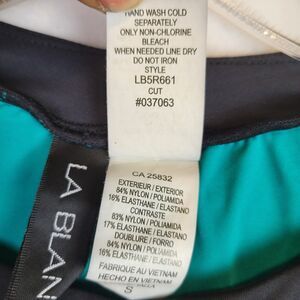 HAND WASH COLD
SEPARATELY
ONLY NON-CHLORINE
BLEACH
WHEN NEEDED LINE DRY
DO NOT IRON
STYLE
LB5R661
CUT
#037063
CA 25832
EXTERIEUR / EXTERIOR
84% NYLON / POLIAMIDA
16% ELASTHANE / ELASTANO
CONTRASTE
83% NYLON / POLIAMIDA
17% ELASTHANE / ELASTANO
DOUBLURE / FORRO
84% NYLON / POLIAMIDA
16% ELASTHANE / ELASTANO
FABRIQUÉ AU VIETNAM
HECHO EN VIETNAM
TALLA
S
LA BLAN